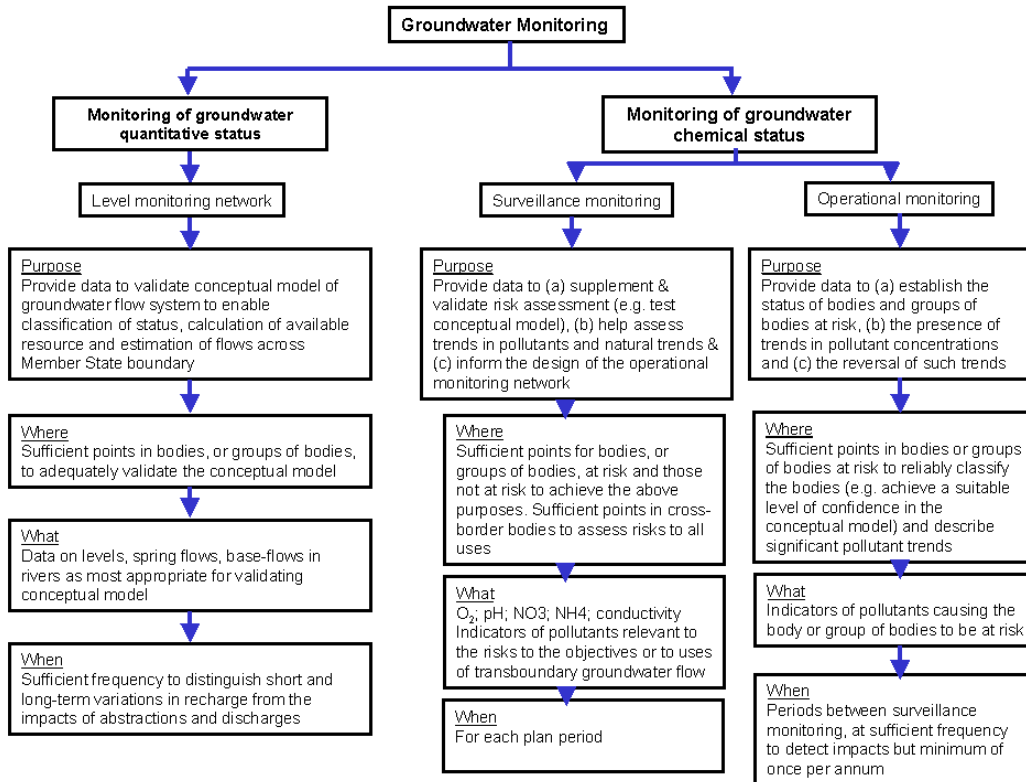 Groundwater Monitoring
Monitoring of groundwater
quantitative status
Level monitoring network
Purpose
Provide data to validate conceptual model of
groundwater flow system to enable
classification of status, calculation of available
resource and estimation of flows across
Member State boundary
Where
Sufficient points in bodies, or groups of bodies,
to adequately validate the conceptual model
What
Data on levels, spring flows, base-flows in
rivers as most appropriate for validating
conceptual model
When
Sufficient frequency to distinguish short and
long-term variations in recharge from the
impacts of abstractions and discharges
Monitoring of groundwater
chemical status
Surveillance monitoring
Purpose
Provide data to (a) supplement &
validate risk assessment (e.g. test
conceptual model), (b) help assess
trends in pollutants and natural trends &
(c) inform the design of the operational
monitoring network
Where
Sufficient points for bodies, or
groups of bodies, at risk and those
not at risk to achieve the above
purposes. Sufficient points in cross-
border bodies to assess risks to all
uses
What
O₂; pH; NO3; NH4; conductivity
Indicators of pollutants relevant to
the risks to the objectives or to uses
of transboundary groundwater flow
When
For each plan period
Operational monitoring
Purpose
Provide data to (a) establish the
status of bodies and groups of
bodies at risk, (b) the presence of
trends in pollutant concentrations
and (c) the reversal of such trends
Where
Sufficient points in bodies or groups
of bodies at risk to reliably classify
the bodies (e.g. achieve a suitable
level of confidence in the
conceptual model) and describe
significant pollutant trends
What
Indicators of pollutants causing the
body or group of bodies to be at risk
When
Periods between surveillance
monitoring, at sufficient frequency
to detect impacts but minimum of
once per annum